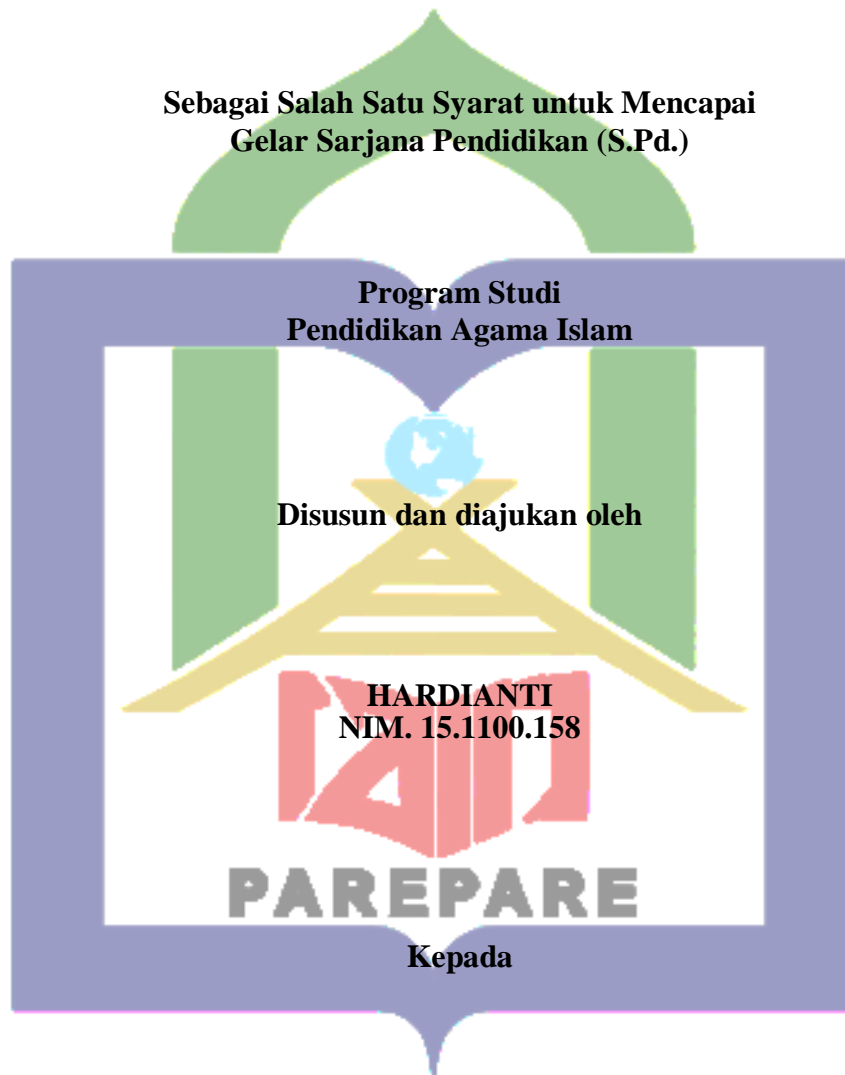 Sebagai Salah Satu Syarat untuk Mencapai
Gelar Sarjana Pendidikan (S.Pd.)
Program Studi
Pendidikan Agama Islam
Disusun dan diajukan oleh
HARDIANTI
NIM. 15.1100.158
iain
PAREPARE
Kepada